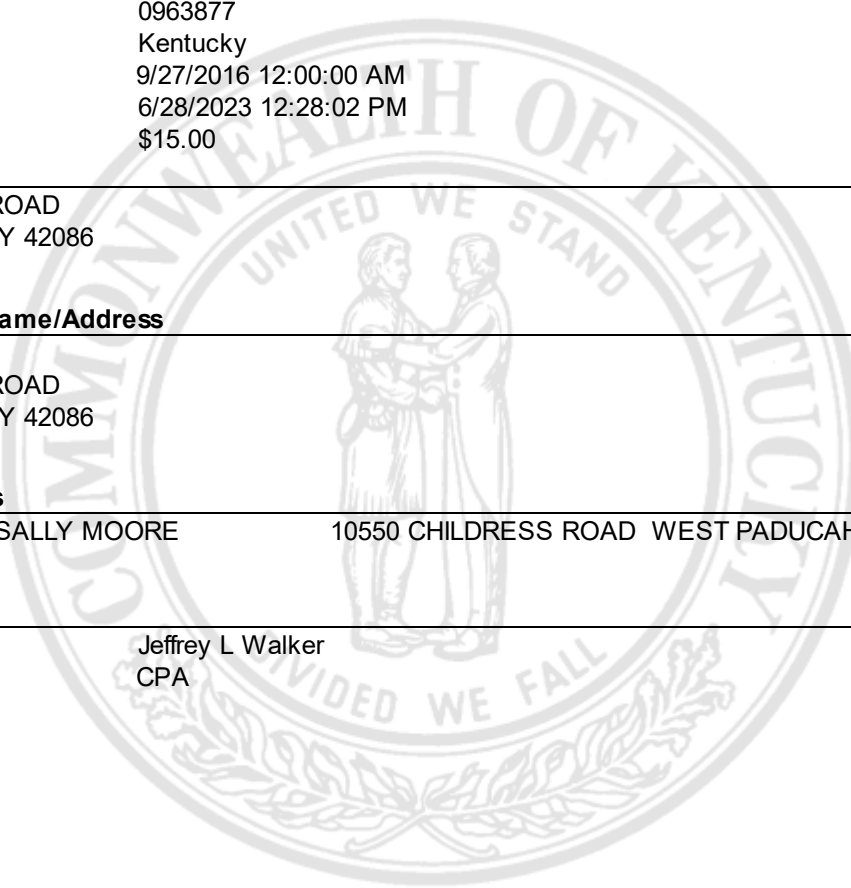 0963877
Kentucky
9/27/2016 12:00:00 AM
6/28/2023 12:28:02 PM
$15.00
ROAD
Y 42086
ame/Address
ROAD
Y 42086
s
SALLY MOORE 10550 CHILDRESS ROAD WEST PADUCAH
Jeffrey L Walker
CPA
COMMONWEALTH OF KENTUCKY
UNITED WE STAND
DIVIDED WE FALL